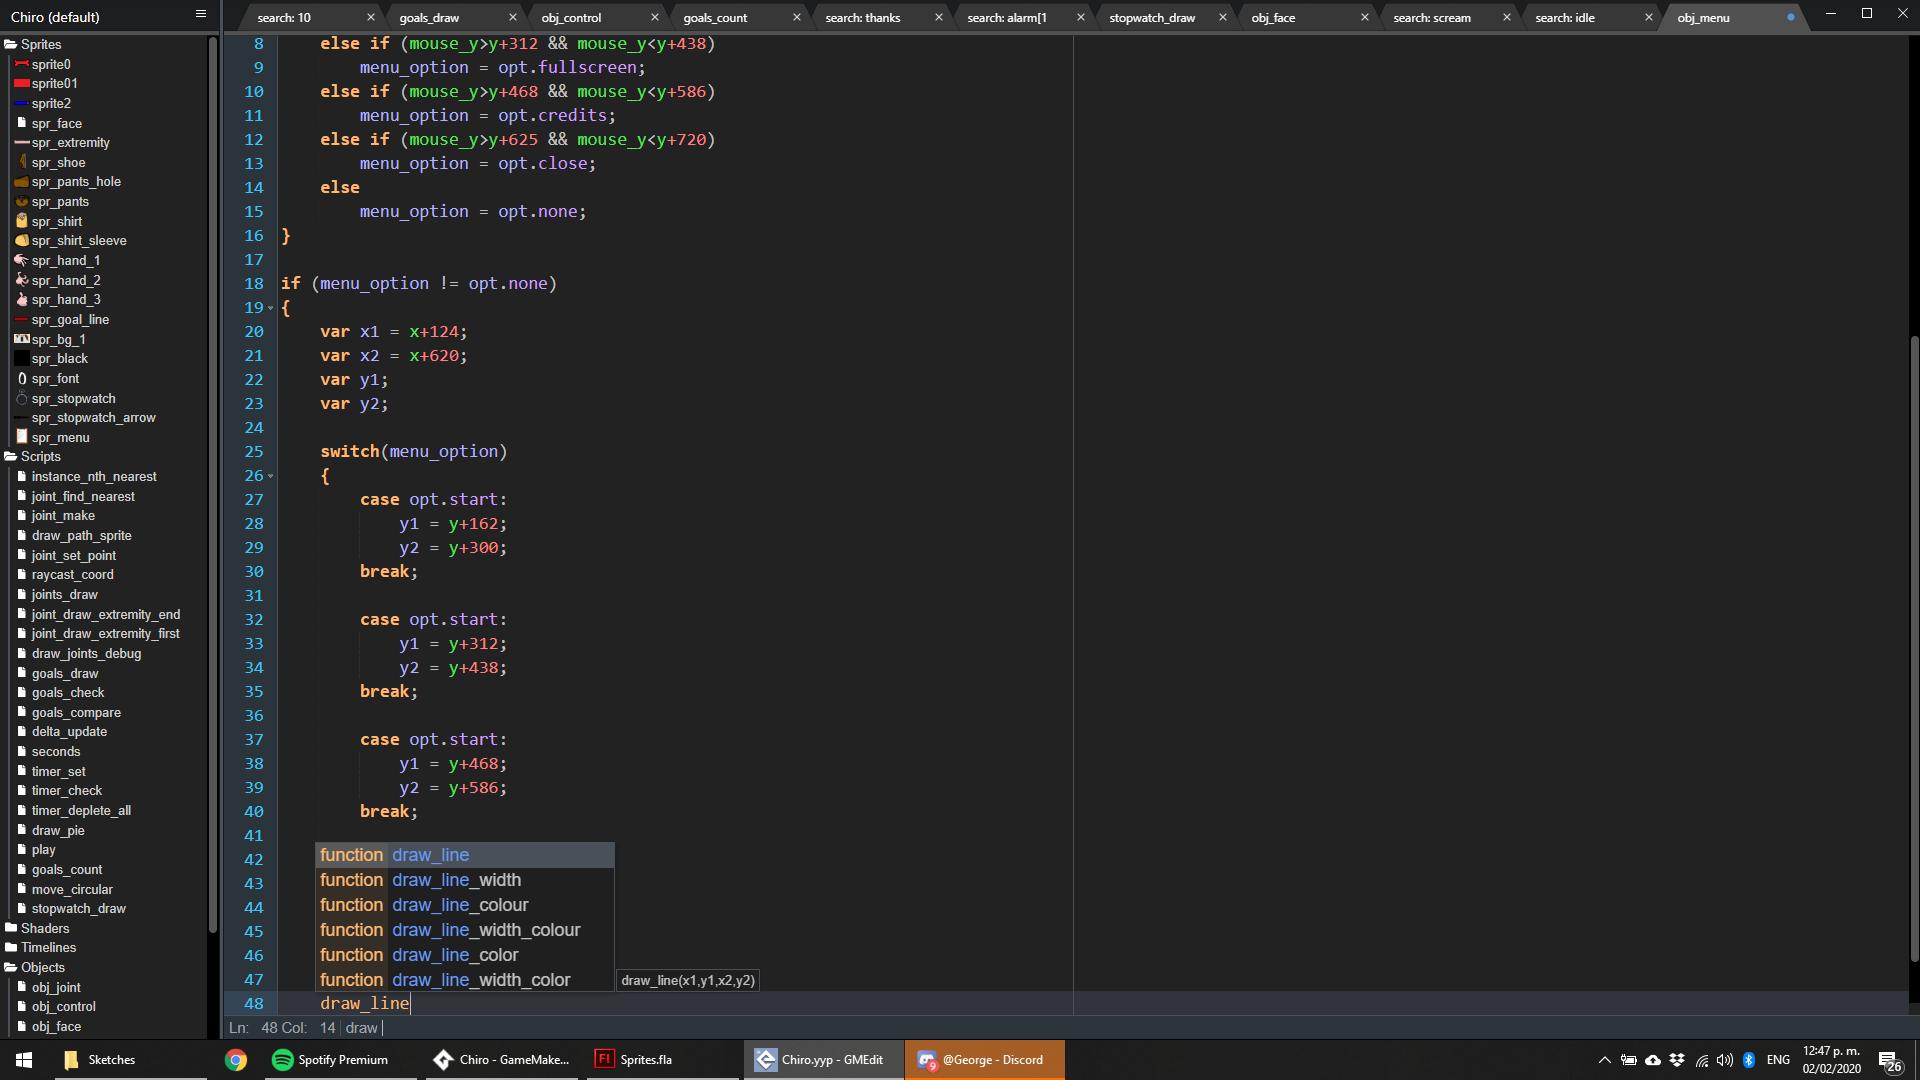 Chiro (default)
search: 10
goals_draw
obj_control
goals_count
search: thanks
search: alarm[1
stopwatch_draw
obj_face
search: scream
search: idle
obj_menu
Sprites
sprite0
sprite01
sprite2
spr_face
spr_extremity
spr_shoe
spr_pants_hole
spr_pants
spr_shirt
spr_shirt_sleeve
spr_hand_1
spr_hand_2
spr_hand_3
spr_goal_line
spr_bg_1
spr_black
spr_font
spr_stopwatch
spr_stopwatch_arrow
spr_menu
Scripts
instance_nth_nearest
joint_find_nearest
joint_make
draw_path_sprite
joint_set_point
raycast_coord
joints_draw
joint_draw_extremity_end
joint_draw_extremity_first
draw_joints_debug
goals_draw
goals_check
goals_compare
delta_update
seconds
timer_set
timer_check
timer_deplete_all
draw_pie
play
goals_count
move_circular
stopwatch_draw
Shaders
Timelines
Objects
obj_joint
obj_control
obj_face
8 else if (mouse_y>y+312 && mouse_y<y+438)
9 menu_option = opt.fullscreen;
10 else if (mouse_y>y+468 && mouse_y<y+586)
11 menu_option = opt.credits;
12 else if (mouse_y>y+625 && mouse_y<y+720)
13 menu_option = opt.close;
14 else
15 menu_option = opt.none;
16 }
17
18 if (menu_option != opt.none)
19 {
20 var x1 = x+124;
21 var x2 = x+620;
22 var y1;
23 var y2;
24
25 switch(menu_option)
26 {
27 case opt.start:
28 y1 = y+162;
29 y2 = y+300;
30 break;
31
32 case opt.start:
33 y1 = y+312;
34 y2 = y+438;
35 break;
36
37 case opt.start:
38 y1 = y+468;
39 y2 = y+586;
40 break;
41
42 function draw_line
43 function draw_line_width
44 function draw_line_colour
45 function draw_line_width_colour
46 function draw_line_color
47 function draw_line_width_color draw_line(x1,y1,x2,y2)
48 draw_line
Ln: 48 Col: 14 draw
Sketches
Spotify Premium
Chiro - GameMake...
Fl
Sprites.fla
Chiro.yyp - GMEdit
9
@George - Discord
ENG
12:47 p. m.
02/02/2020
26